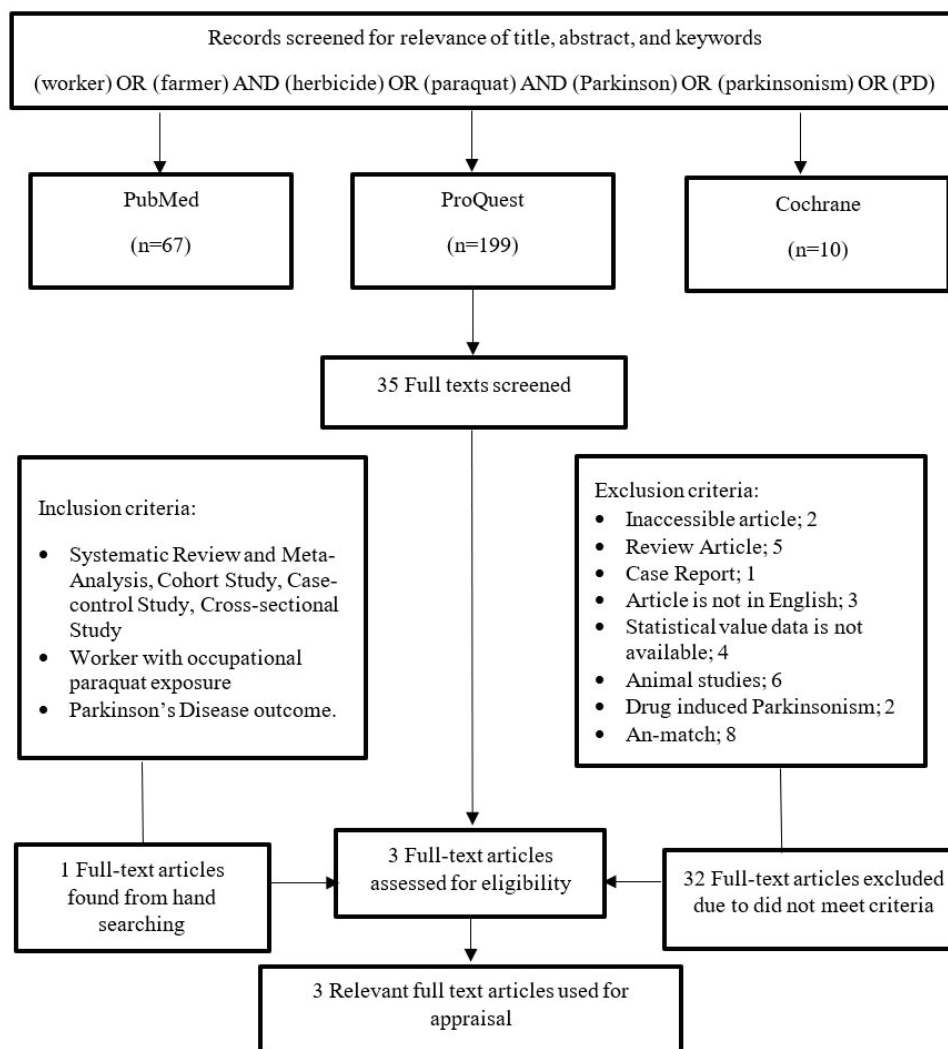 Records screened for relevance of title, abstract, and keywords
(worker) OR (farmer) AND (herbicide) OR (paraquat) AND (Parkinson) OR (parkinsonism) OR (PD)
PubMed
(n=67)
ProQuest
(n=199)
Cochrane
(n=10)
35 Full texts screened
Inclusion criteria:
• Systematic Review and Meta-
Analysis, Cohort Study, Case-
control Study, Cross-sectional
Study
• Worker with occupational
paraquat exposure
• Parkinson's Disease outcome.
Exclusion criteria:
• Inaccessible article; 2
• Review Article; 5
• Case Report; 1
• Article is not in English; 3
• Statistical value data is not
available; 4
• Animal studies; 6
• Drug induced Parkinsonism; 2
• An-match; 8
1 Full-text articles
found from hand
searching
3 Full-text articles
assessed for eligibility
32 Full-text articles excluded
due to did not meet criteria
3 Relevant full text articles used for
appraisal